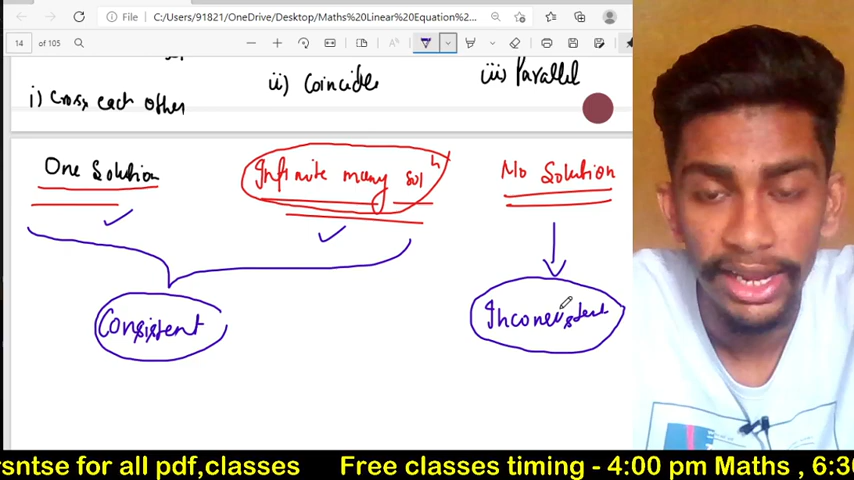 File | C:/Users/91821/OneDrive/Desktop/Maths%20Linear%20Equation%2...
14 of 105
i) Cross each other
ii) Coincide
iii) Parallel
One Solution
Infinite many solⁿ
No Solution
Consistent
Inconsistent
rsntse for all pdf,classes Free classes timing - 4:00 pm Maths , 6:30